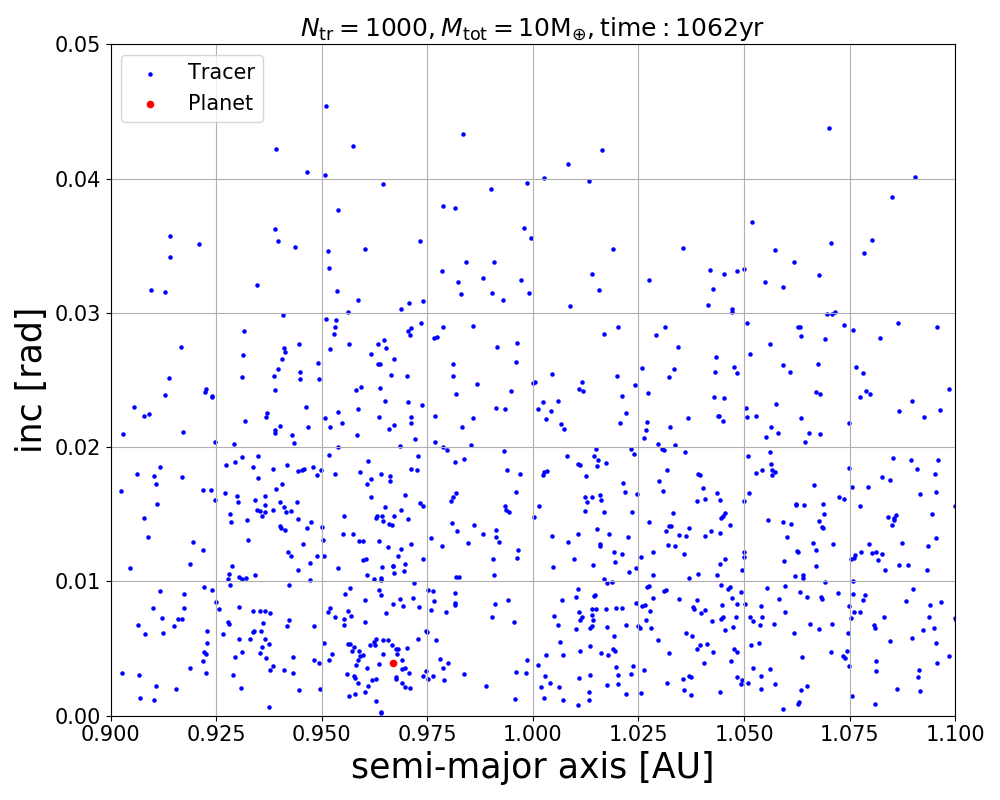 N_tr = 1000, M_tot = 10M_⊕, time : 1062yr
Tracer
Planet
inc [rad]
0.05
0.04
0.03
0.02
0.01
0.00
0.900 0.925 0.950 0.975 1.000 1.025 1.050 1.075 1.100
semi-major axis [AU]